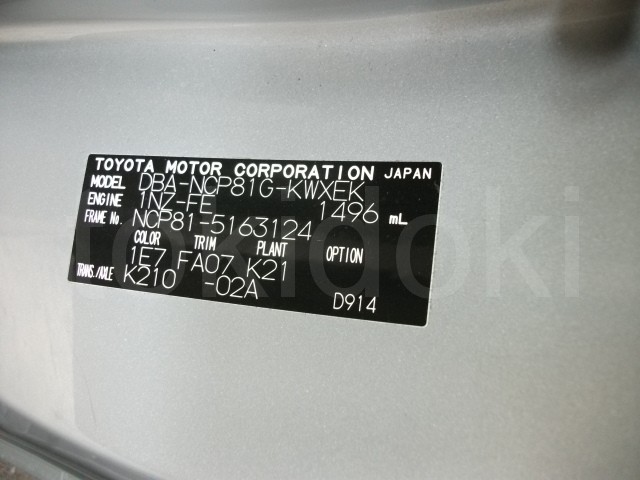 TOYOTA MOTOR CORPORATION JAPAN
MODEL DBA-NCP81G-KWXEK
ENGINE 1NZ-FE 1496 mL
FRAME No. NCP81-5163124
COLOR TRIM PLANT OPTION
1E7 FA07 K21
TRANS./AXLE K210 -02A
D914
tokidoki